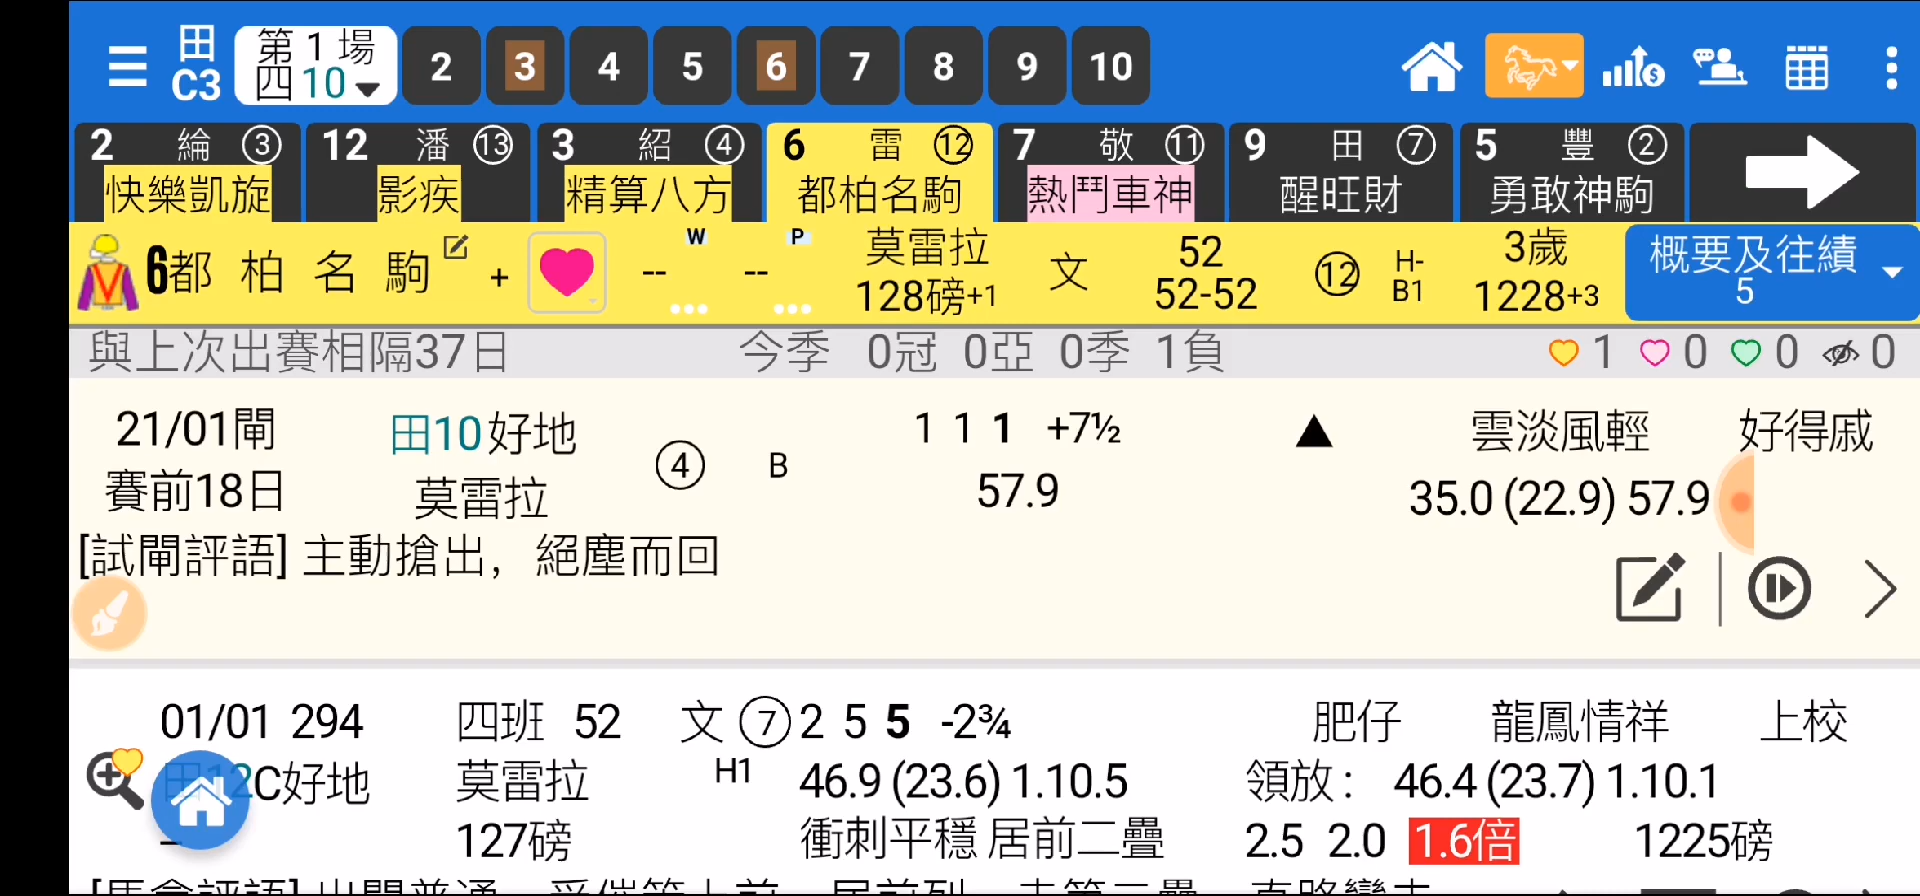 田 第1場 2 3 4 5 6 7 8 9 10
C3 四10
2 綸 ③ 12 潘 ⑬ 3 紹 ④ 6 雷 ⑫ 7 敬 ⑪ 9 田 ⑦ 5 豐 ②
快樂凱旋 影疾 精算八方 都柏名駒 熱鬥車神 醒旺財 勇敢神駒
W P 莫雷拉 52 H- 3歲 概要及往績
6都柏名駒 + -- -- 文 ⑫
128磅+1 52-52 B1 1228+3 5
與上次出賽相隔37日 今季 0冠 0亞 0季 1負 1 0 0 0
21/01閘 田10好地 ④ B 1 1 1 +7½ ▲ 雲淡風輕 好得戚
賽前18日 莫雷拉 57.9 35.0 (22.9) 57.9
[試閘評語] 主動搶出，絕塵而回
01/01 294 四班 52 文 ⑦ 2 5 5 -2¾ 肥仔 龍鳳情祥 上校
田12C好地 莫雷拉 H1 46.9 (23.6) 1.10.5 領放： 46.4 (23.7) 1.10.1
127磅 衝刺平穩 居前二疊 2.5 2.0 1.6倍 1225磅